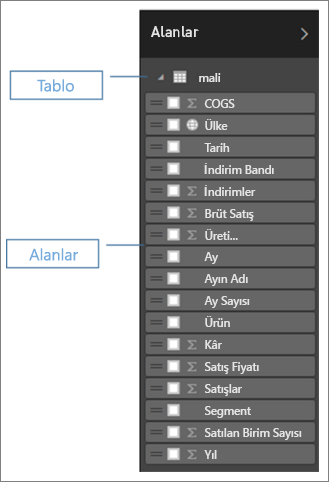 Alanlar
Tablo
mali
COGS
Ülke
Tarih
İndirim Bandı
İndirimler
Brüt Satış
Üreti...
Alanlar
Ay
Ayın Adı
Ay Sayısı
Ürün
Kâr
Satış Fiyatı
Satışlar
Segment
Satılan Birim Sayısı
Yıl